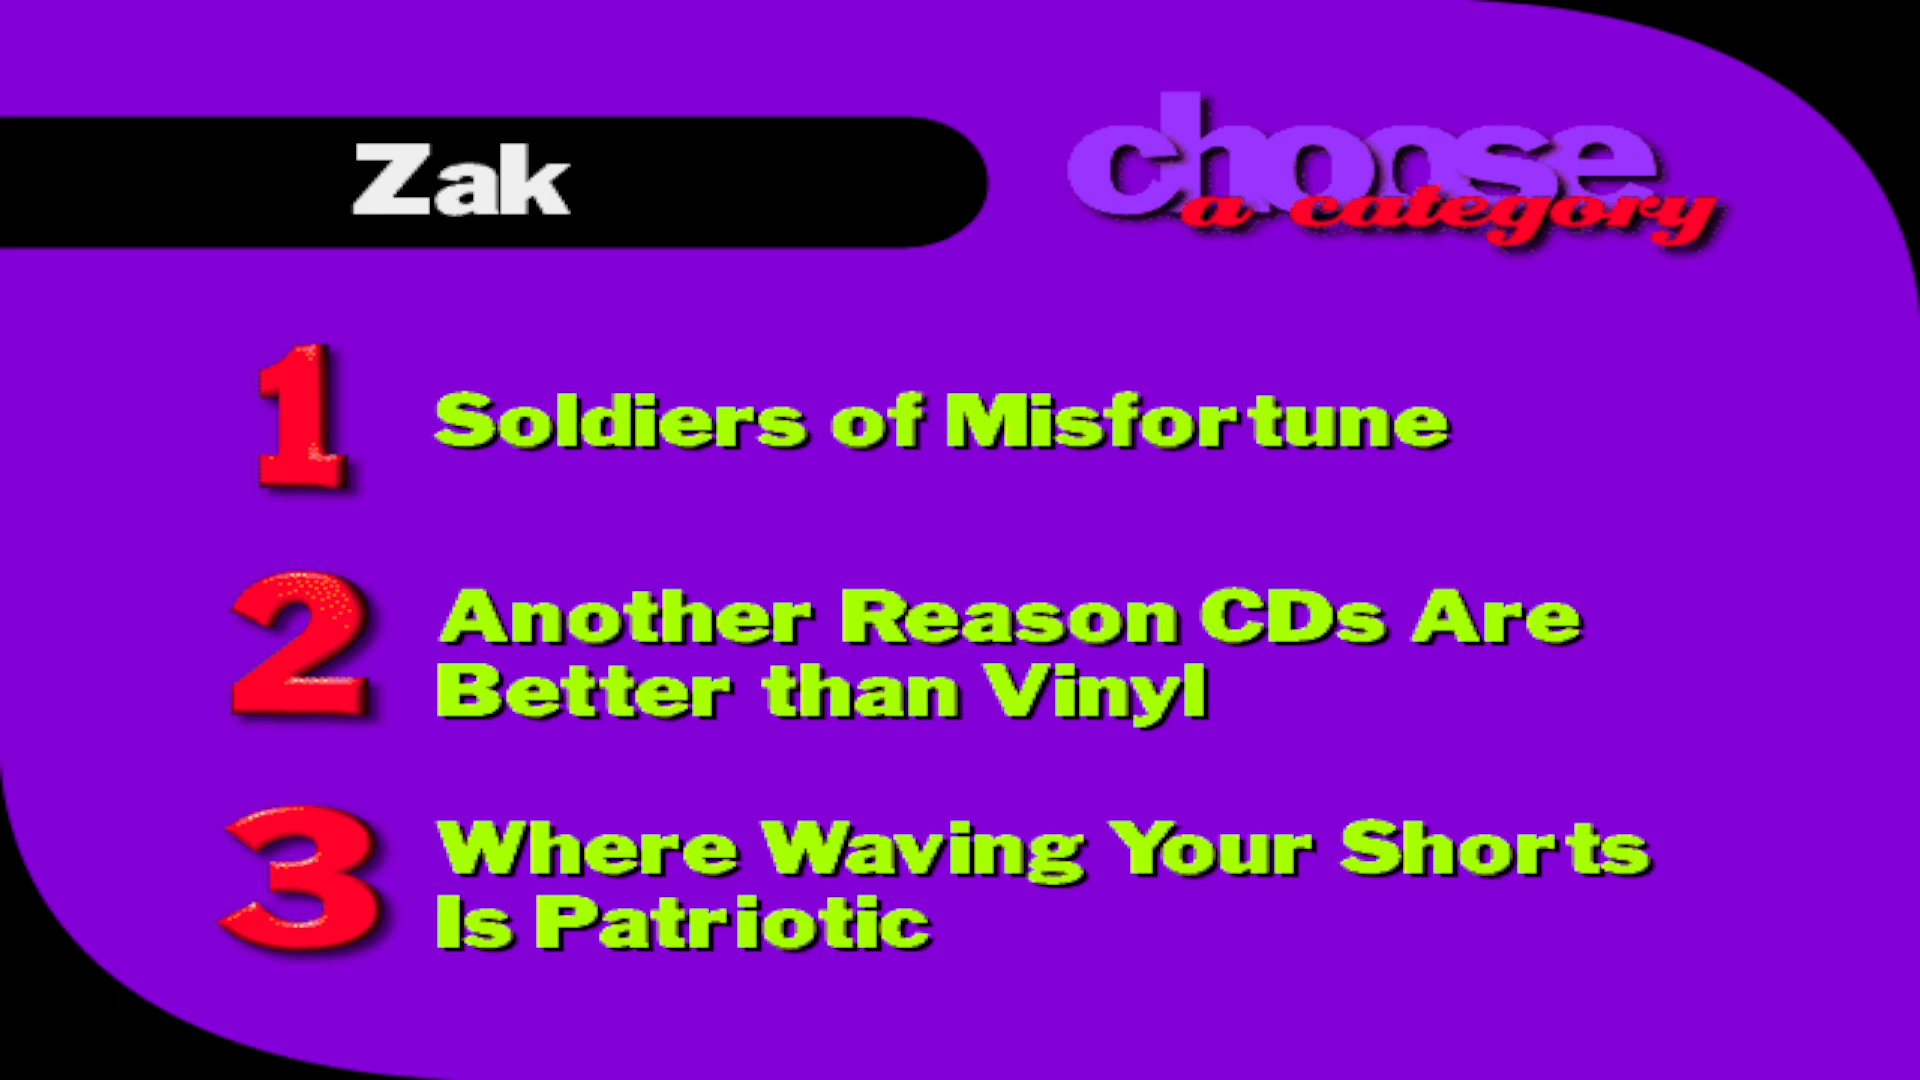 Zak
choose
a category
1
Soldiers of Misfortune
2
Another Reason CDs Are
Better than Vinyl
3
Where Waving Your Shorts
Is Patriotic